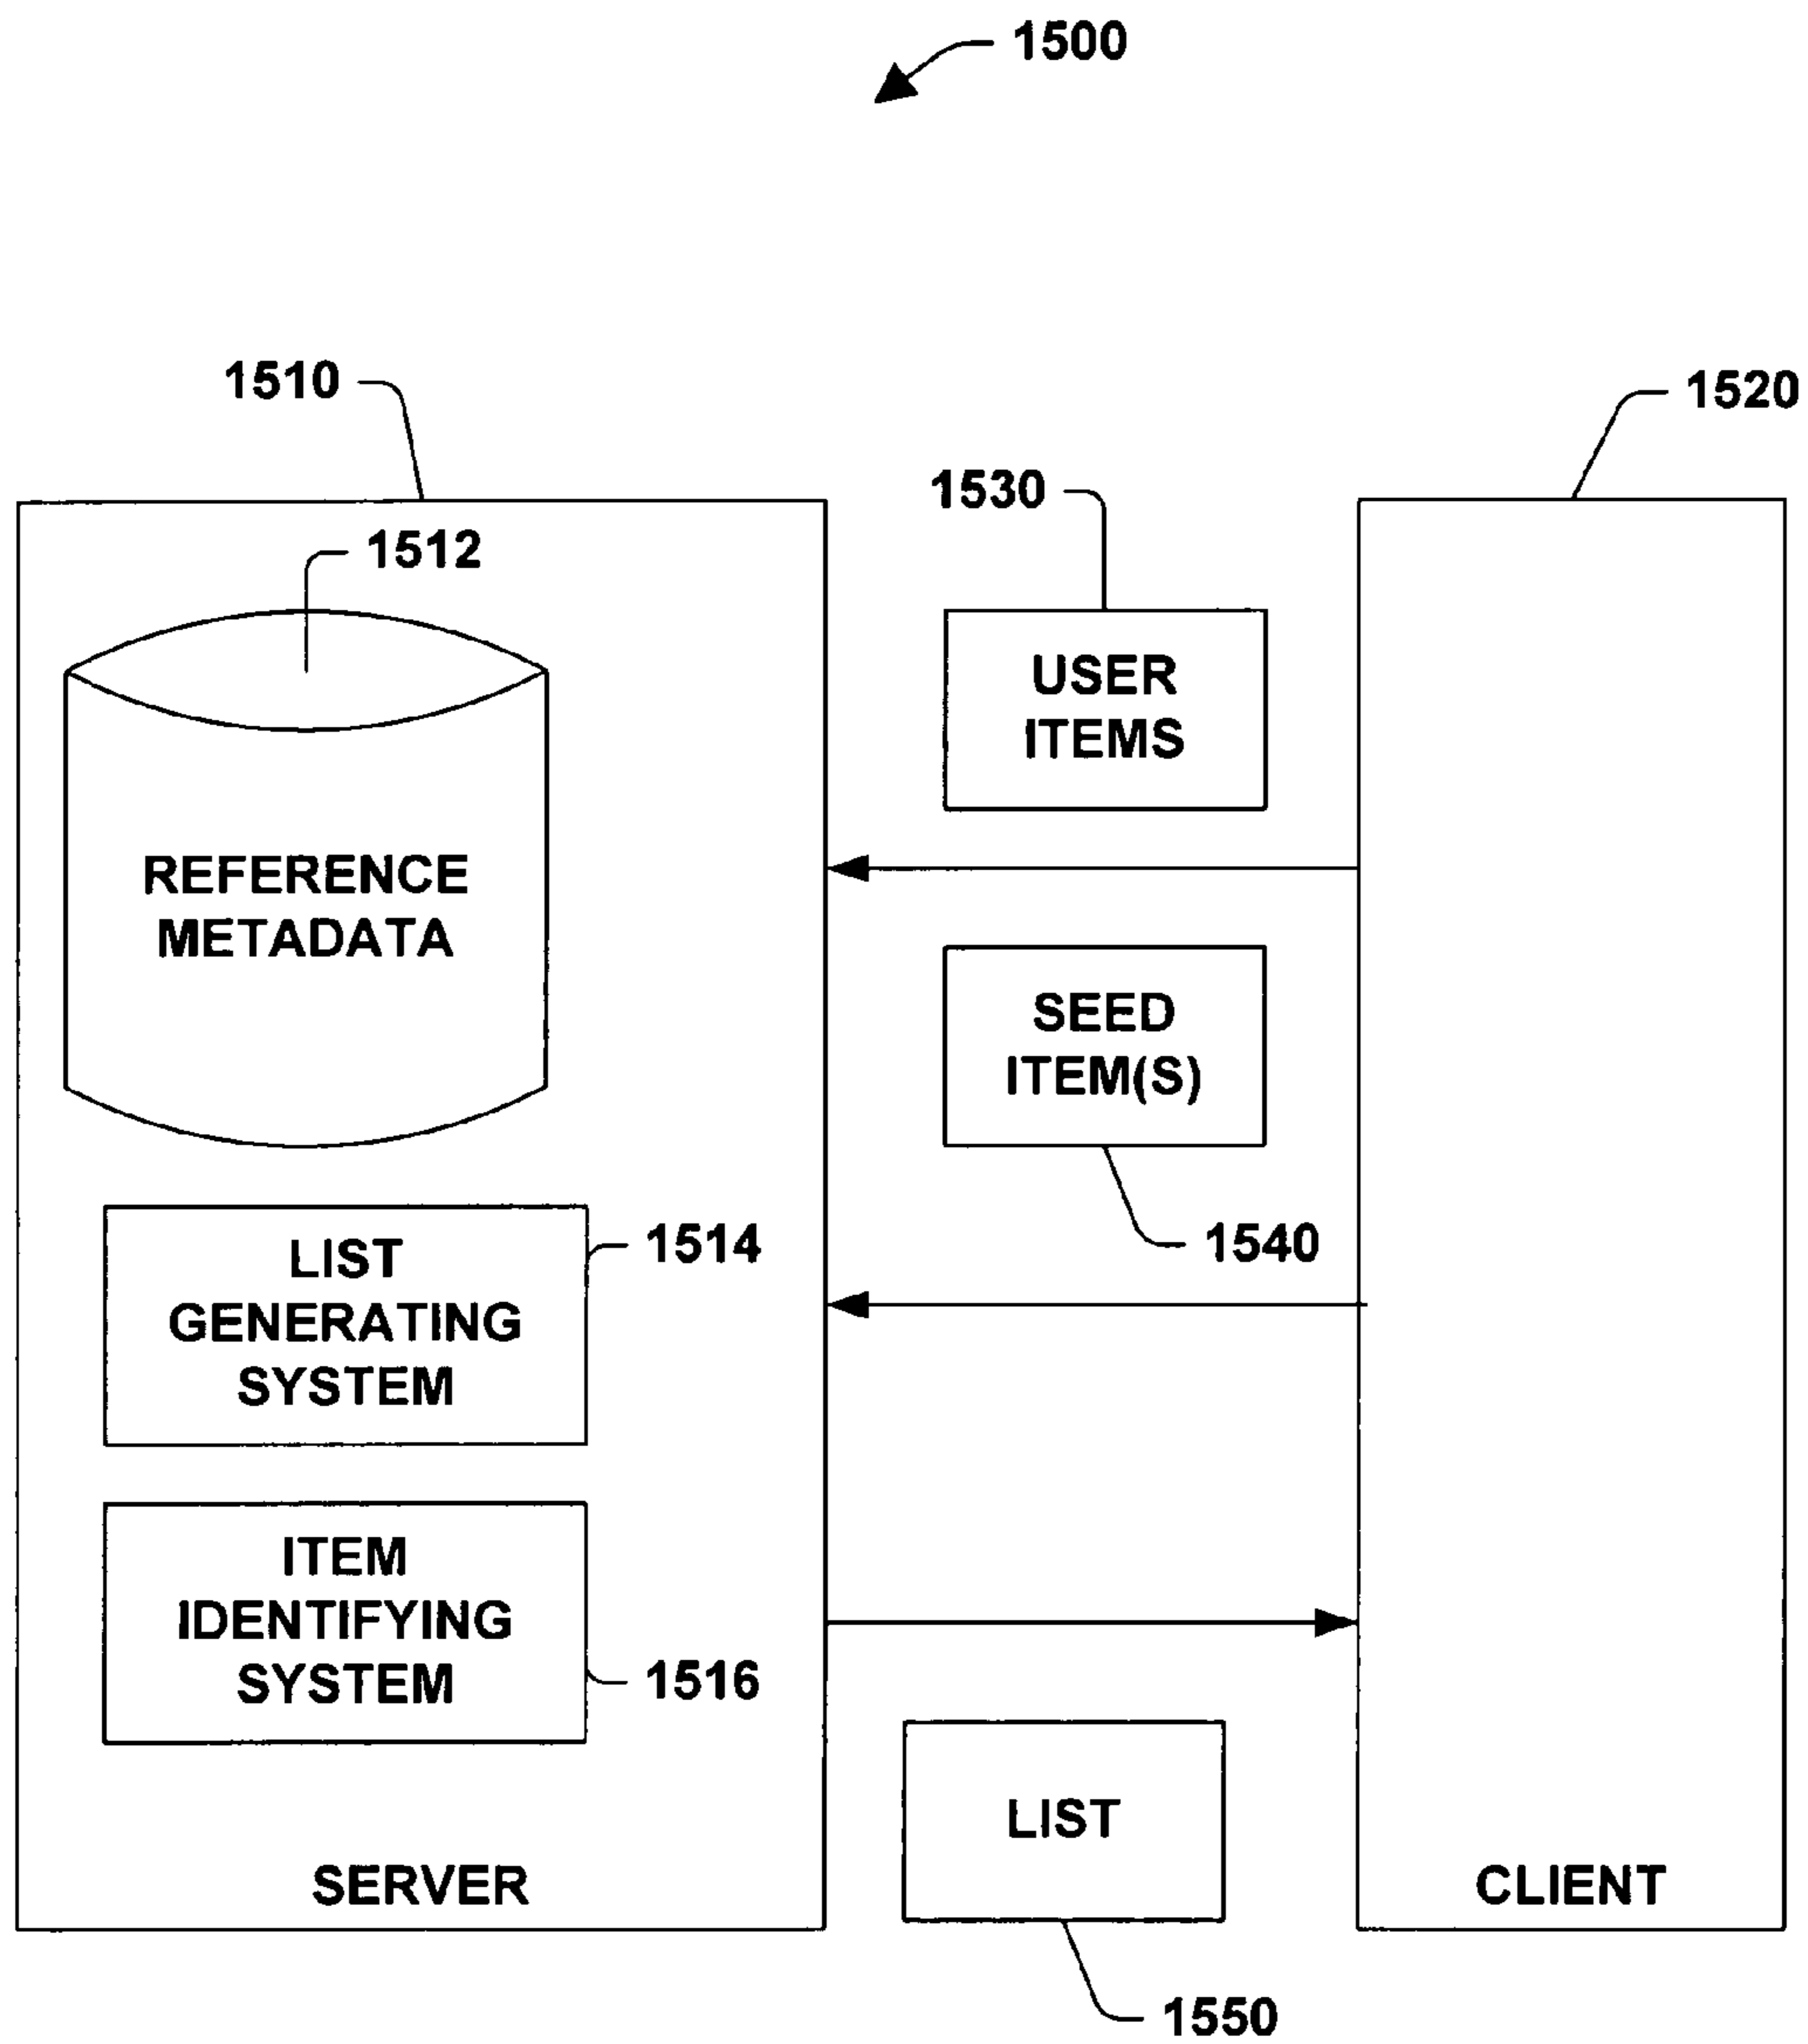 1500
1510
1520
1530
1512
USER
ITEMS
REFERENCE
METADATA
SEED
ITEM(S)
1540
LIST
GENERATING
SYSTEM
1514
ITEM
IDENTIFYING
SYSTEM
1516
LIST
SERVER
CLIENT
1550